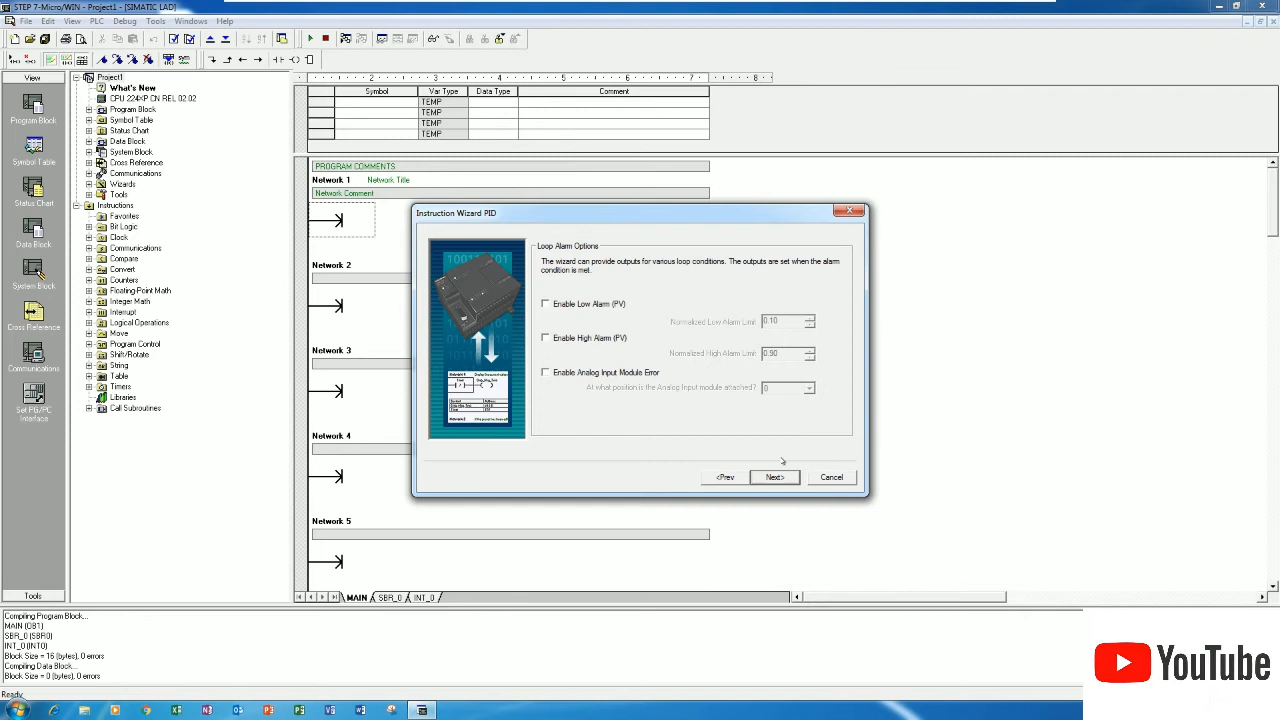 STEP 7-Micro/WIN - Project1 - [SIMATIC LAD]
File Edit View PLC Debug Tools Windows Help
View
Program Block
Symbol Table
Status Chart
Data Block
System Block
Cross Reference
Communications
Set PG/PC
Interface
Tools
Project1
What's New
CPU 224XP CN REL 02.02
Program Block
Symbol Table
Status Chart
Data Block
System Block
Cross Reference
Communications
Wizards
Tools
Instructions
Favorites
Bit Logic
Clock
Communications
Compare
Convert
Counters
Floating-Point Math
Integer Math
Interrupt
Logical Operations
Move
Program Control
Shift/Rotate
String
Table
Timers
Libraries
Call Subroutines
2 3 4 5 6 7 8
Symbol Var Type Data Type Comment
TEMP
TEMP
TEMP
TEMP
PROGRAM COMMENTS
Network 1 Network Title
Network Comment
Network 2
Network 3
Network 4
Network 5
Instruction Wizard PID
Loop Alarm Options
The wizard can provide outputs for various loop conditions. The outputs are set when the alarm
condition is met.
Enable Low Alarm (PV)
Normalized Low Alarm Limit 0.10
Enable High Alarm (PV)
Normalized High Alarm Limit 0.90
Enable Analog Input Module Error
At what position is the Analog Input module attached? 0
<Prev Next> Cancel
MAIN SBR_0 INT_0
Compiling Program Block...
MAIN (OB1)
SBR_0 (SBR0)
INT_0 (INT0)
Block Size = 16 (bytes), 0 errors
Compiling Data Block...
Block Size = 0 (bytes), 0 errors
Ready
YouTube